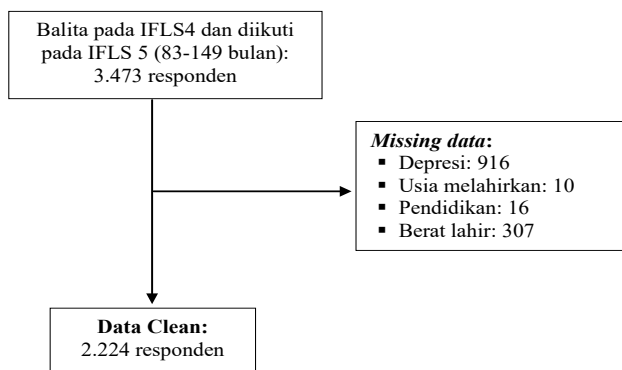 Balita pada IFLS4 dan diikuti
pada IFLS 5 (83-149 bulan):
3.473 responden
Missing data:
▪ Depresi: 916
▪ Usia melahirkan: 10
▪ Pendidikan: 16
▪ Berat lahir: 307
Data Clean:
2.224 responden